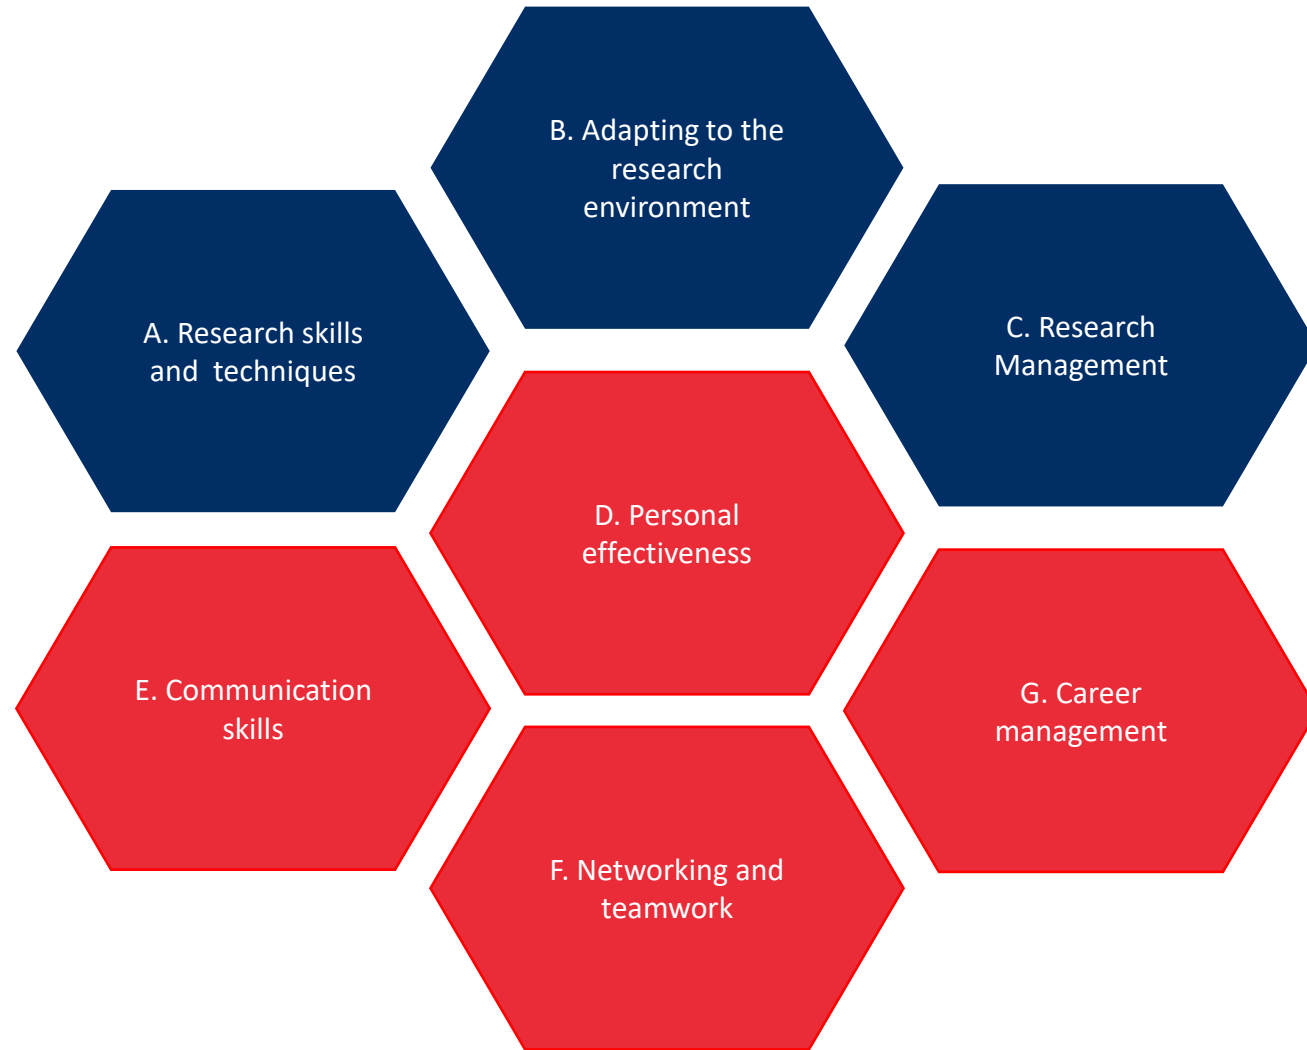 B. Adapting to the
research
environment
A. Research skills
and  techniques
C. Research
Management
D. Personal
effectiveness
E. Communication
skills
G. Career
management
F. Networking and
teamwork